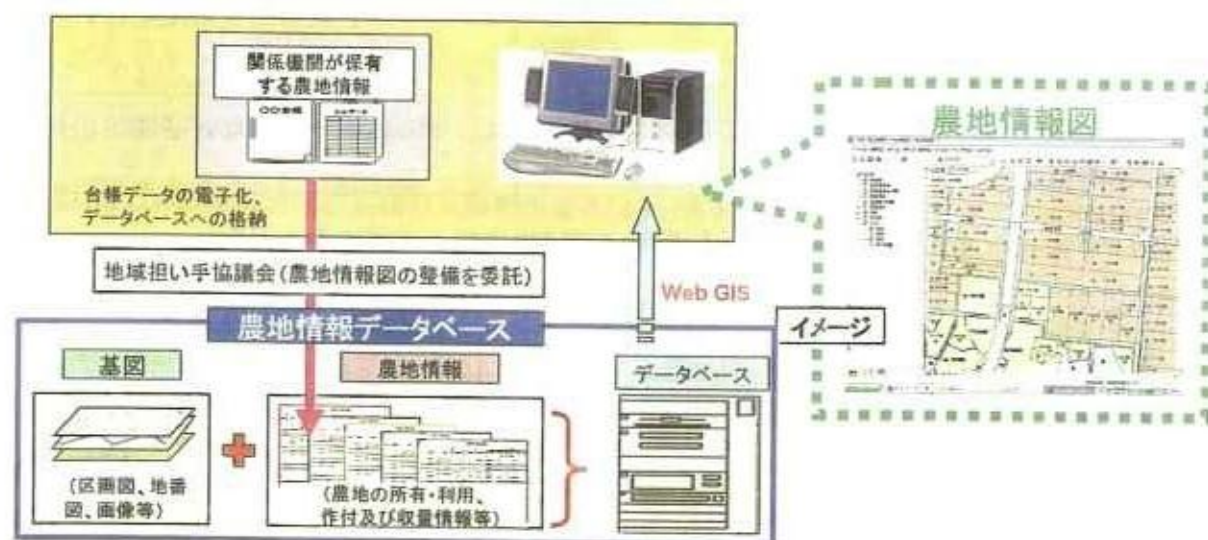 関係機関が保有
する農地情報
台帳データの電子化、
データベースへの格納
地域担い手協議会(農地情報図の整備を委託)
Web GIS
農地情報図
イメージ
農地情報データベース
基図
農地情報
データベース
(区画図、地番
図、画像等)
(農地の所有・利用、
作付及び収量情報等)